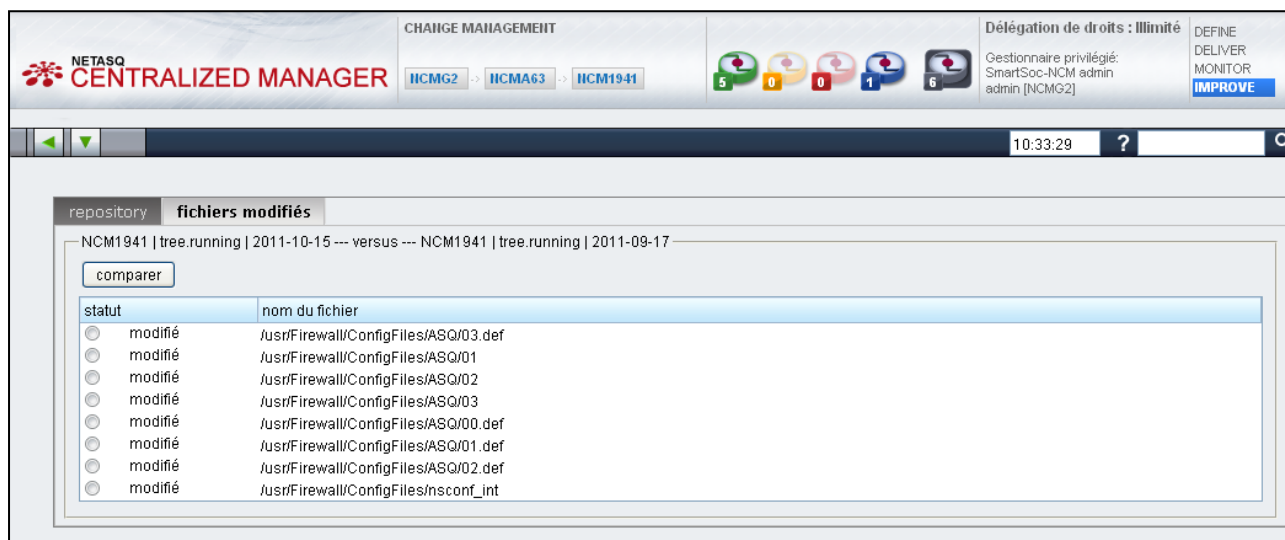 NETASQ
CENTRALIZED MANAGER
CHANGE MANAGEMENT
NCMG2 -> NCMA63 -> NCM1941
5 0 0 1 6
Délégation de droits : Illimité
Gestionnaire privilégié:
SmartSoc-NCM admin
admin [NCMG2]
DEFINE
DELIVER
MONITOR
IMPROVE
10:33:29 ?
repository fichiers modifiés
NCM1941 | tree.running | 2011-10-15 --- versus --- NCM1941 | tree.running | 2011-09-17
comparer
statut nom du fichier
modifié /usr/Firewall/ConfigFiles/ASQ/03.def
modifié /usr/Firewall/ConfigFiles/ASQ/01
modifié /usr/Firewall/ConfigFiles/ASQ/02
modifié /usr/Firewall/ConfigFiles/ASQ/03
modifié /usr/Firewall/ConfigFiles/ASQ/00.def
modifié /usr/Firewall/ConfigFiles/ASQ/01.def
modifié /usr/Firewall/ConfigFiles/ASQ/02.def
modifié /usr/Firewall/ConfigFiles/nsconf_int